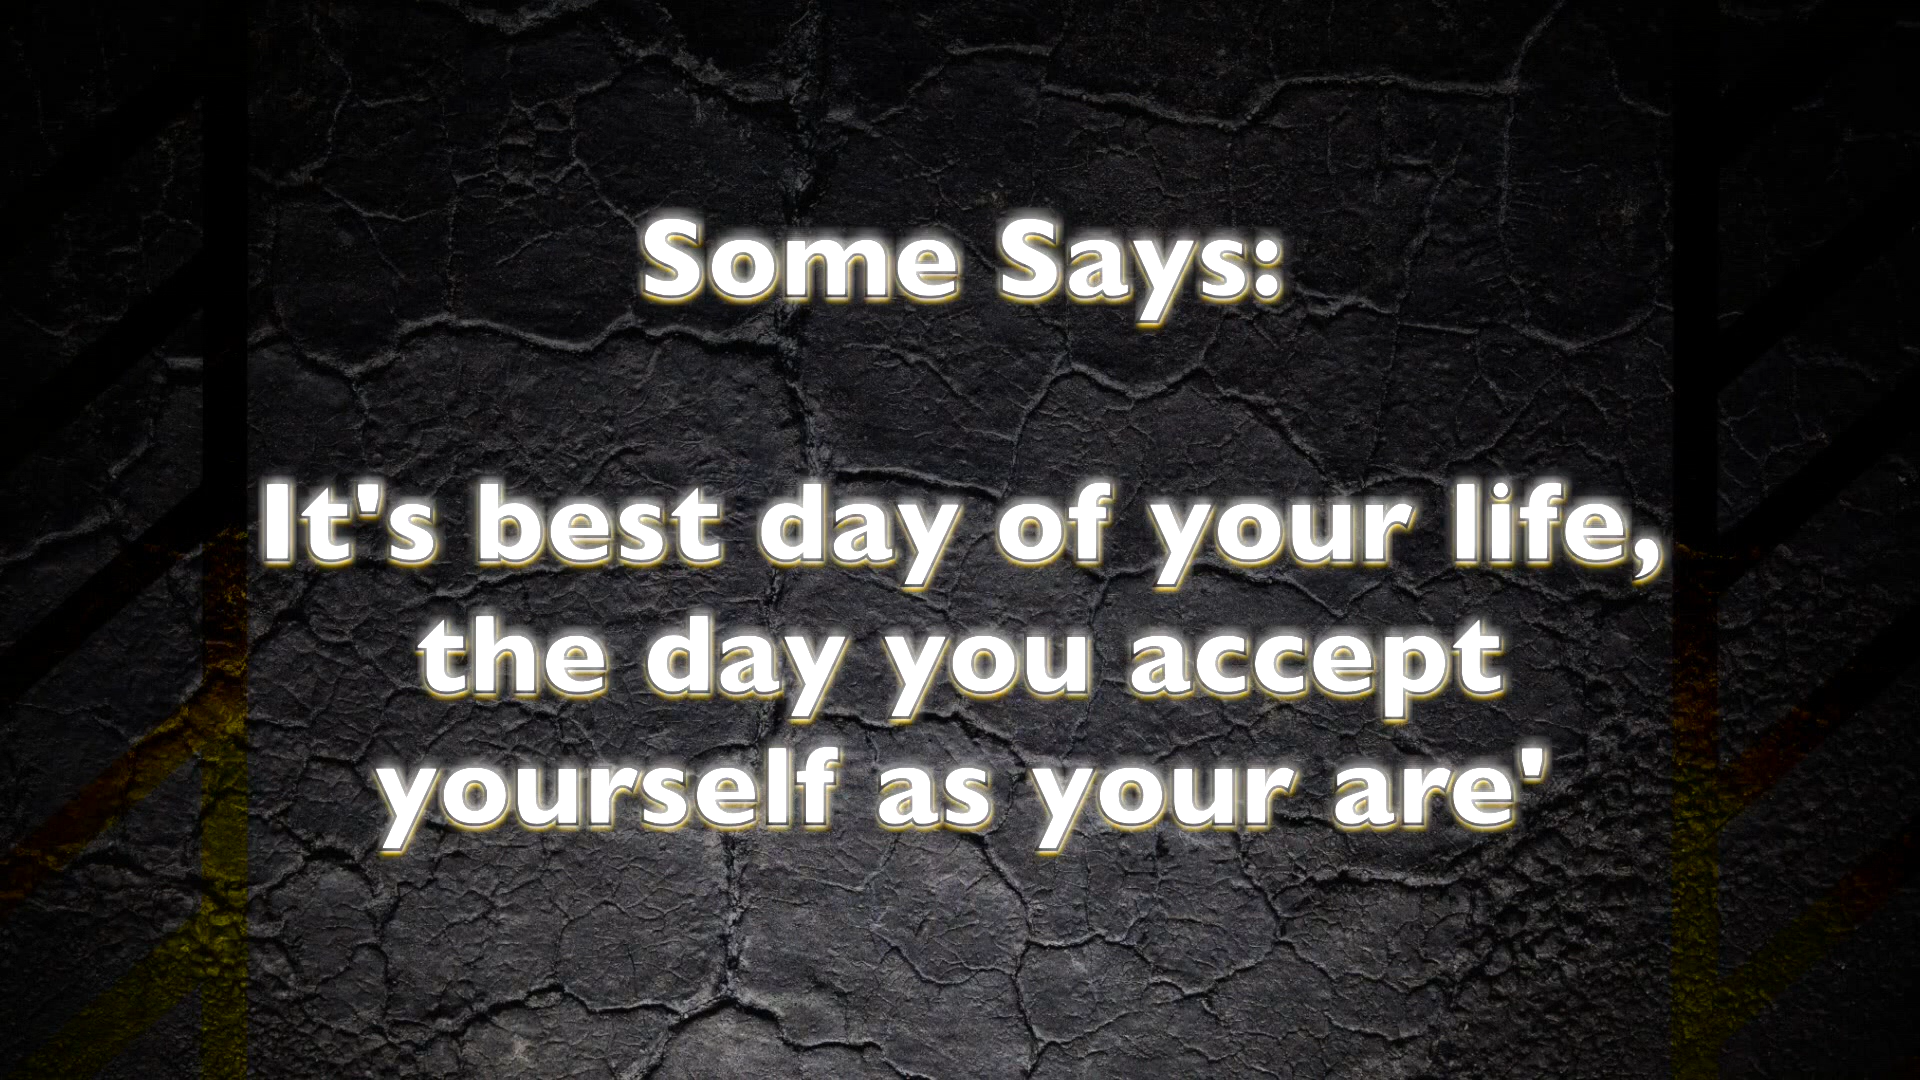 Some Says:
It's best day of your life,
the day you accept
yourself as your are'